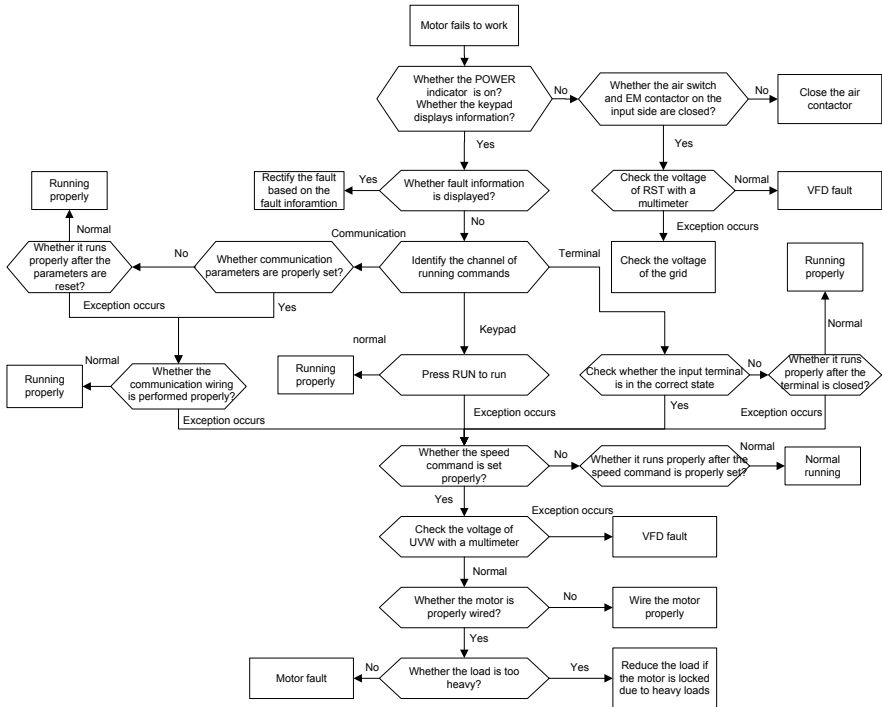 Motor fails to work
Whether the POWER
indicator is on?
Whether the keypad
displays information?
No
Whether the air switch
and EM contactor on the
input side are closed?
No
Close the air
contactor
Yes
Yes
Rectify the fault
based on the
fault inforamtion
Yes
Whether fault information
is displayed?
Check the voltage
of RST with a
multimeter
Normal
VFD fault
Running
properly
Normal
No
Exception occurs
Communication
Terminal
Whether it runs
properly after the
parameters are
reset?
No
Whether communication
parameters are properly set?
Identify the channel of
running commands
Check the voltage
of the grid
Running
properly
Exception occurs
Yes
Keypad
Normal
Running
properly
Normal
Whether the
communication wiring
is performed properly?
normal
Running
properly
Press RUN to run
Check whether the input terminal
is in the correct state
No
Whether it runs
properly after the
terminal is closed?
Exception occurs
Exception occurs
Yes
Exception occurs
Whether the speed
command is set
properly?
No
Whether it runs properly after the
speed command is properly set?
Normal
Normal
running
Yes
Exception occurs
Check the voltage of
UVW with a multimeter
VFD fault
Normal
Whether the motor is
properly wired?
No
Wire the motor
properly
Yes
Motor fault
No
Whether the load is too
heavy?
Yes
Reduce the load if
the motor is locked
due to heavy loads